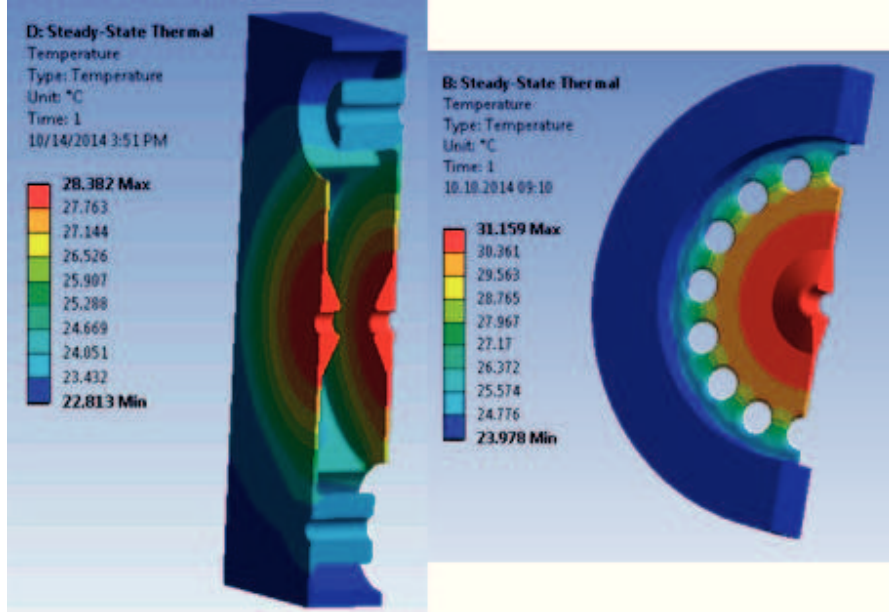 D: Steady-State Thermal
Temperature
Type: Temperature
Unit: °C
Time: 1
10/14/2014 3:51 PM
28.382 Max
27.763
27.144
26.526
25.907
25.288
24.669
24.051
23.432
22.813 Min
B: Steady-State Thermal
Temperature
Type: Temperature
Unit: °C
Time: 1
10.10.2014 09:10
31.159 Max
30.361
29.563
28.765
27.967
27.17
26.372
25.574
24.776
23.978 Min